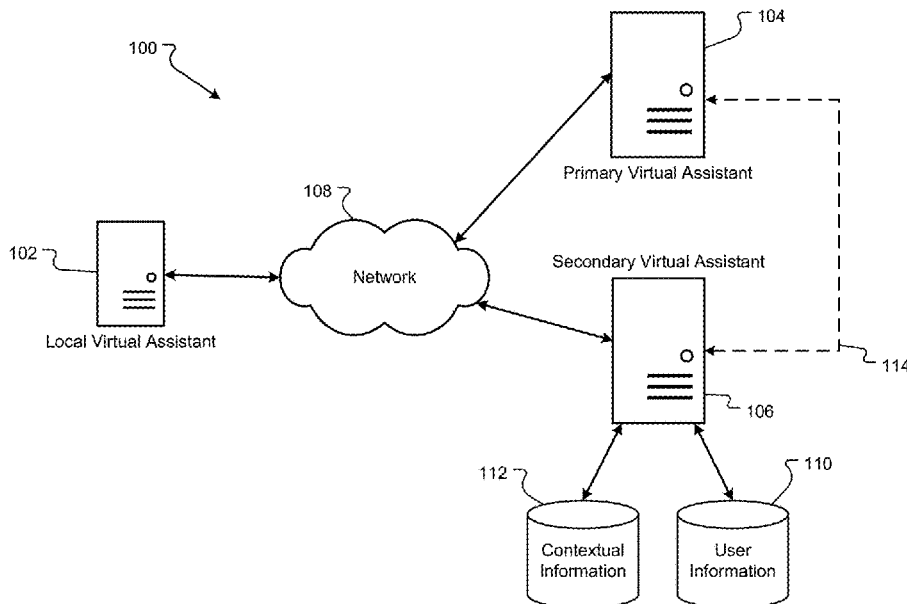 100
104
Primary Virtual Assistant
108
102
Network
Secondary Virtual Assistant
Local Virtual Assistant
114
106
112
110
Contextual
Information
User
Information